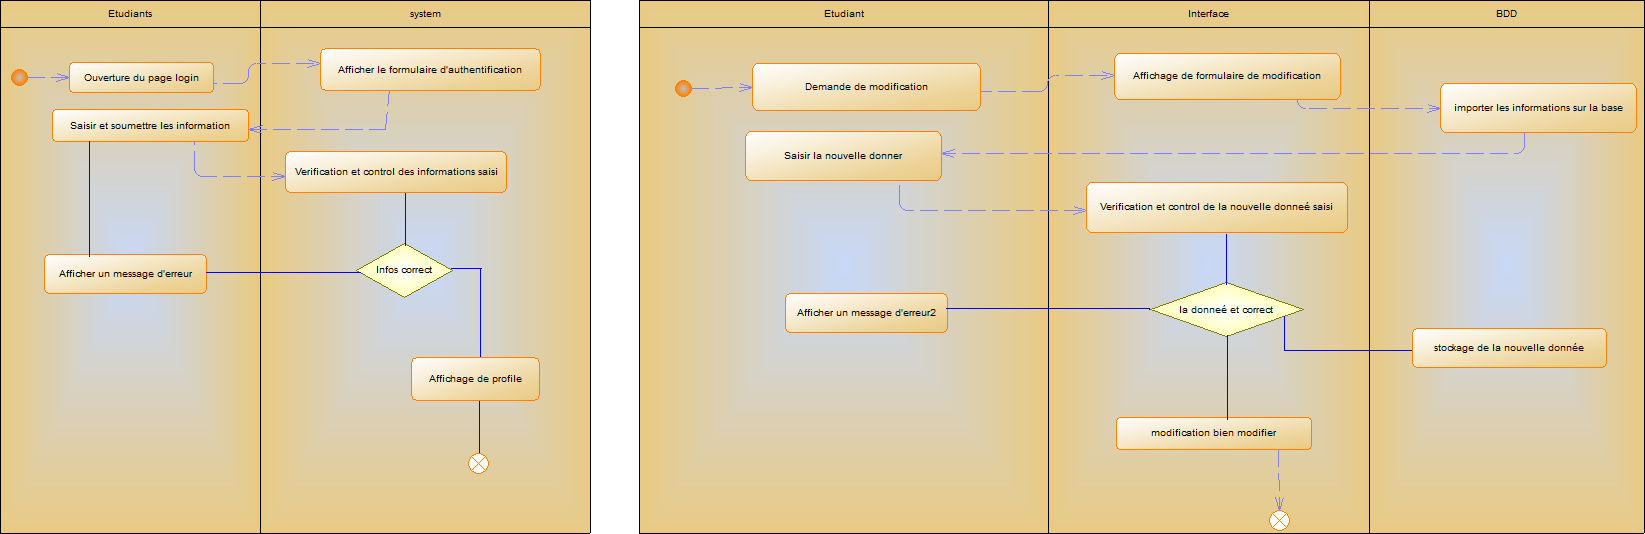 Etudiants
system
Ouverture du page login
Afficher le formulaire d'authentification
Saisir et soumettre les information
Verification et control des informations saisi
Infos correct
Afficher un message d'erreur
Affichage de profile
Etudiant
Interface
BDD
Demande de modification
Affichage de formulaire de modification
importer les informations sur la base
Saisir la nouvelle donner
Verification et control de la nouvelle donneé saisi
la donneé et correct
Afficher un message d'erreur2
stockage de la nouvelle donnée
modification bien modifier